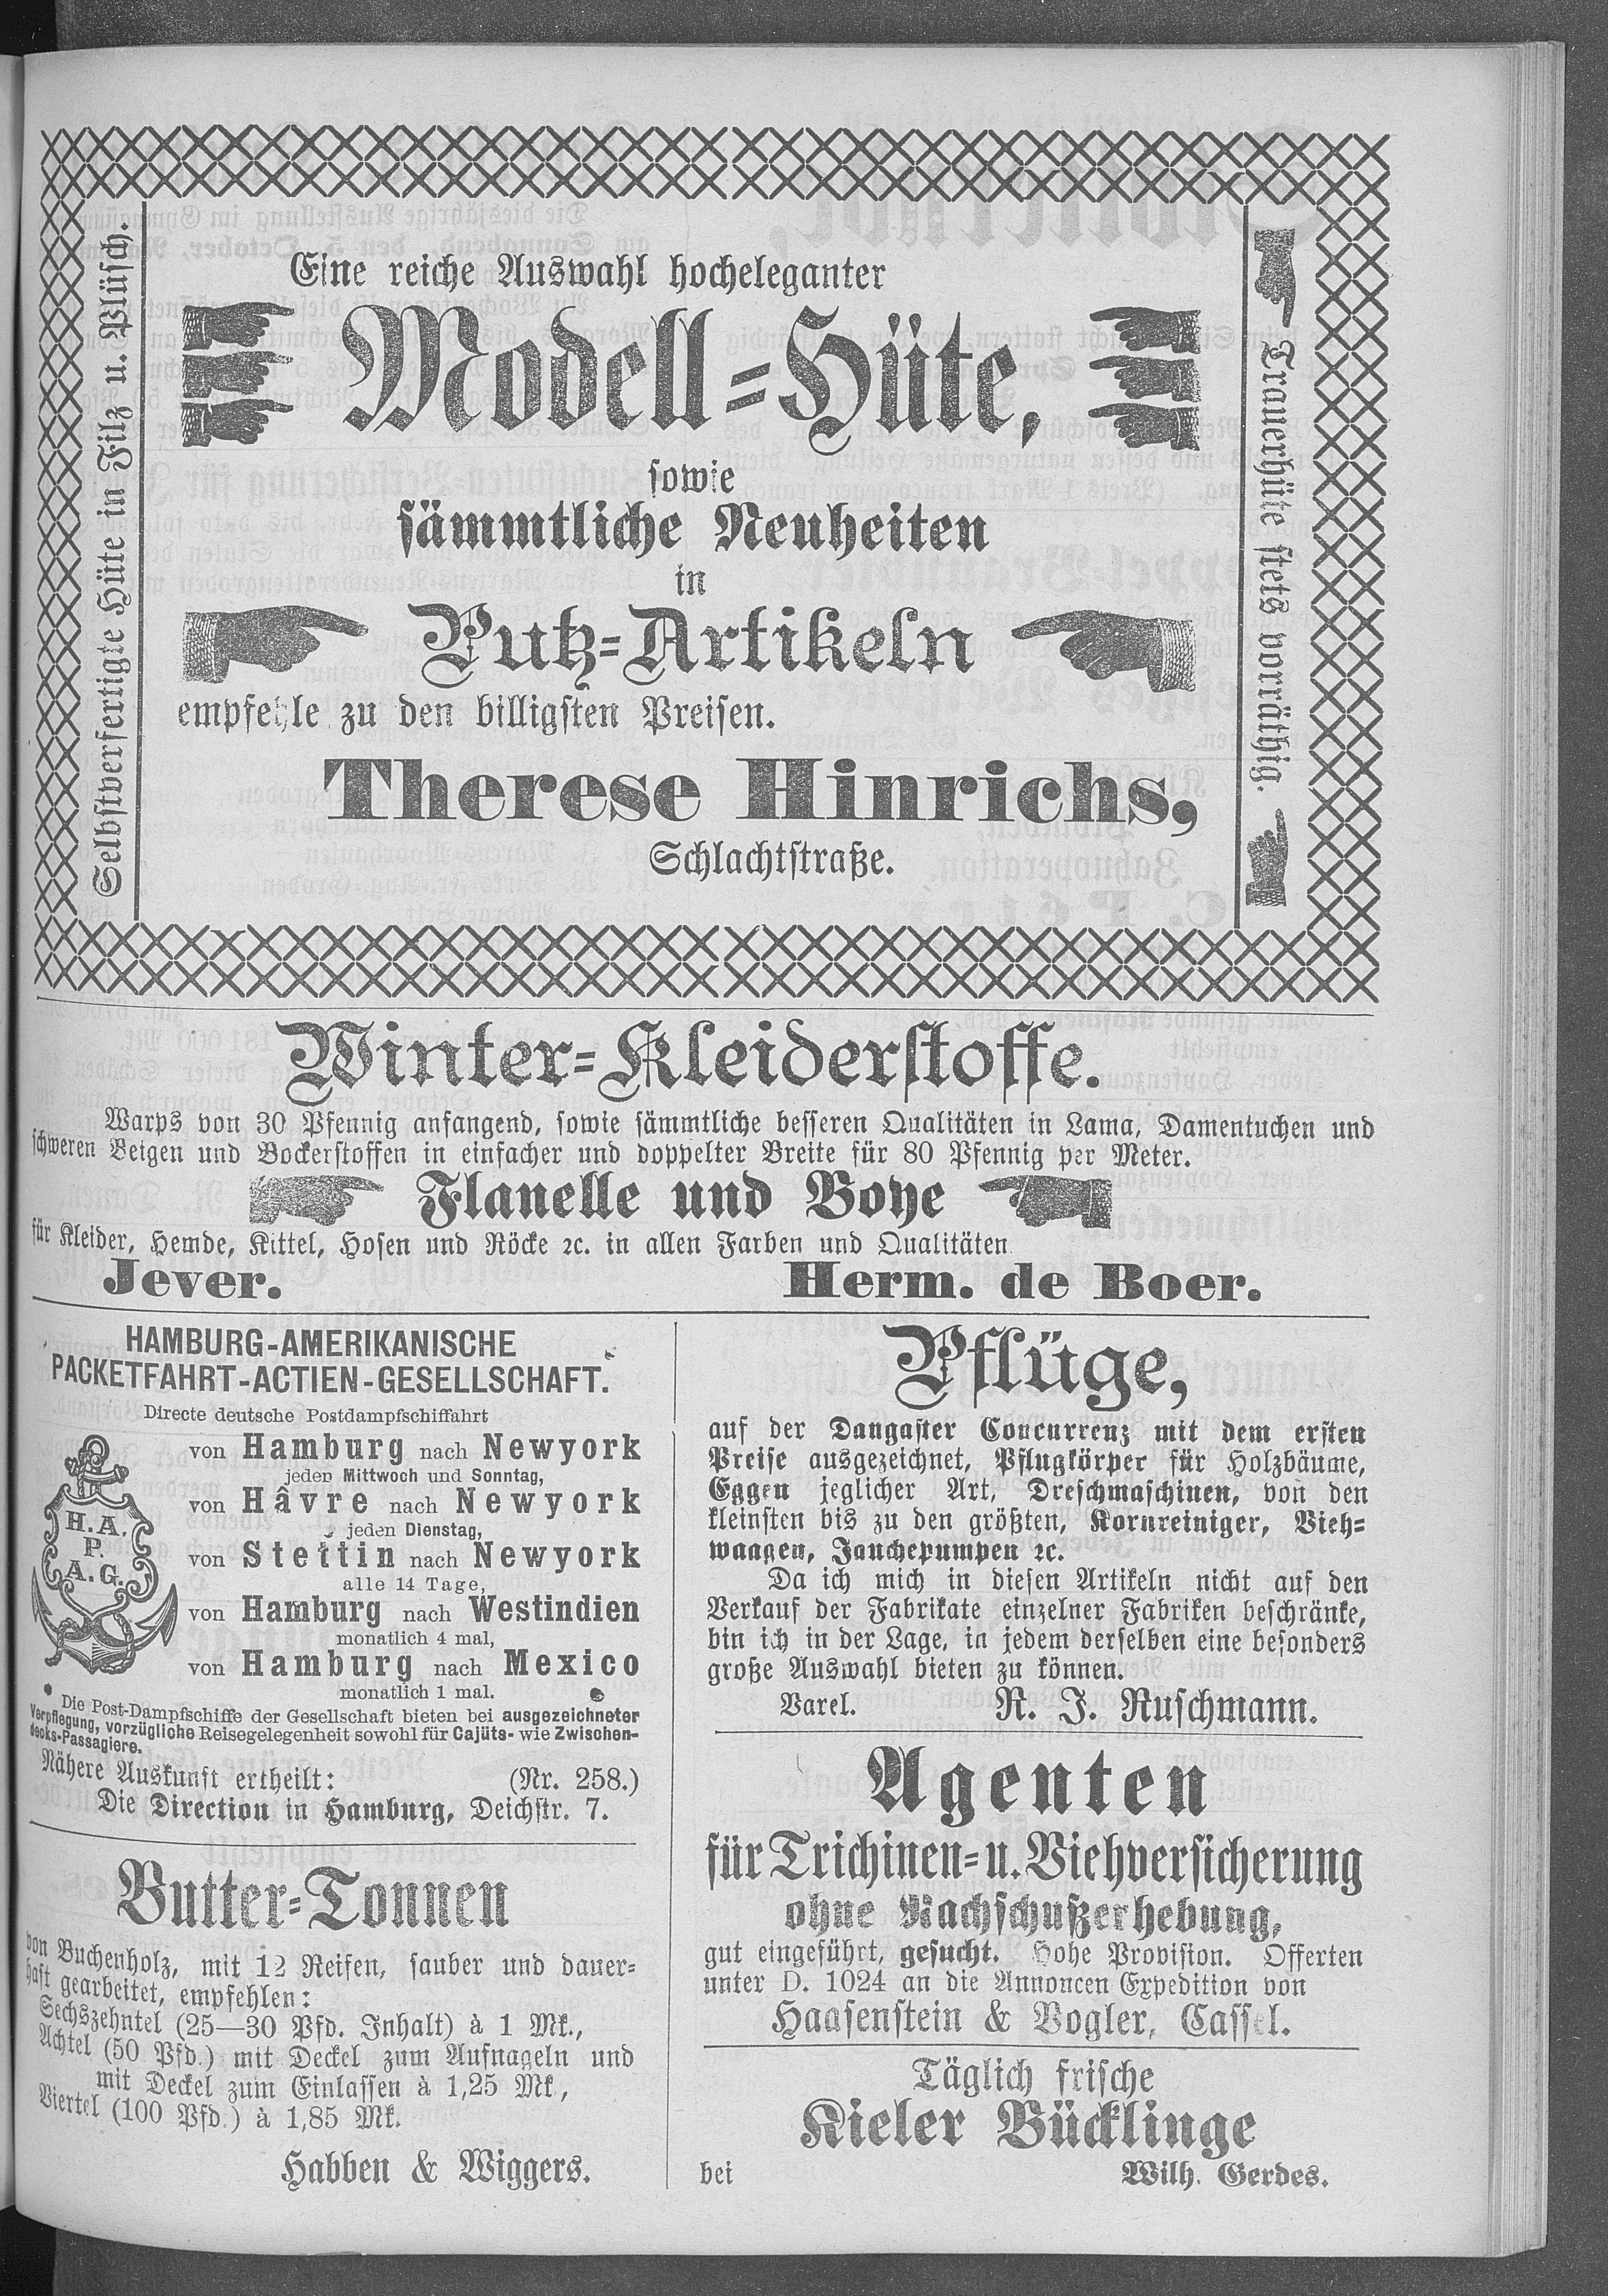 Selbstverfertigte Hüte in Filz u. Plüsch.
Eine reiche Auswahl hocheleganter
Modell=Hüte,
sowie
sämmtliche Neuheiten
in
Putz=Artikeln
empfehle zu den billigsten Preisen.
Therese Hinrichs,
Schlachtstraße.
Trauerhüte stets vorräthig.
Winter=Kleiderstoffe.
Warps von 30 Pfennig anfangend, sowie sämmtliche besseren Qualitäten in Lama, Damentuchen und
schweren Beigen und Bockerstoffen in einfacher und doppelter Breite für 80 Pfennig per Meter.
Flanelle und Boye
für Kleider, Hemde, Kittel, Hosen und Röcke ꝛc. in allen Farben und Qualitäten
Jever. Herm. de Boer.
HAMBURG-AMERIKANISCHE
PACKETFAHRT-ACTIEN-GESELLSCHAFT.
Directe deutsche Postdampfschiffahrt
H. A.
P.
A. G.
von Hamburg nach Newyork
jeden Mittwoch und Sonntag,
von Hâvre nach Newyork
jeden Dienstag,
von Stettin nach Newyork
alle 14 Tage,
von Hamburg nach Westindien
monatlich 4 mal,
von Hamburg nach Mexico
monatlich 1 mal.
Die Post-Dampfschiffe der Gesellschaft bieten bei ausgezeichneter
Verpflegung, vorzügliche Reisegelegenheit sowohl für Cajüts- wie Zwischen-
decks-Passagiere.
Nähere Auskunft ertheilt: (Nr. 258.)
Die Direction in Hamburg, Deichstr. 7.
Butter=Tonnen
von Buchenholz, mit 12 Reifen, sauber und dauer=
haft gearbeitet, empfehlen:
Sechszehntel (25—30 Pfd. Inhalt) à 1 Mk.,
Achtel (50 Pfd.) mit Deckel zum Aufnageln und
mit Deckel zum Einlassen à 1,25 Mk,
Viertel (100 Pfd.) à 1,85 Mk.
Habben & Wiggers.
Pflüge,
auf der Dangaster Concurrenz mit dem ersten
Preise ausgezeichnet, Pflugkörper für Holzbäume,
Eggen jeglicher Art, Dreschmaschinen, von den
kleinsten bis zu den größten, Kornreiniger, Vieh=
waagen, Jauchepumpen ꝛc.
Da ich mich in diesen Artikeln nicht auf den
Verkauf der Fabrikate einzelner Fabriken beschränke,
bin ich in der Lage, in jedem derselben eine besonders
große Auswahl bieten zu können.
Varel. R. J. Ruschmann.
Agenten
für Trichinen= u. Viehversicherung
ohne Nachschußerhebung,
gut eingeführt, gesucht. Hohe Provision. Offerten
unter D. 1024 an die Annoncen Expedition von
Haasenstein & Vogler, Cassel.
Täglich frische
Kieler Bücklinge
bei Wilh. Gerdes.